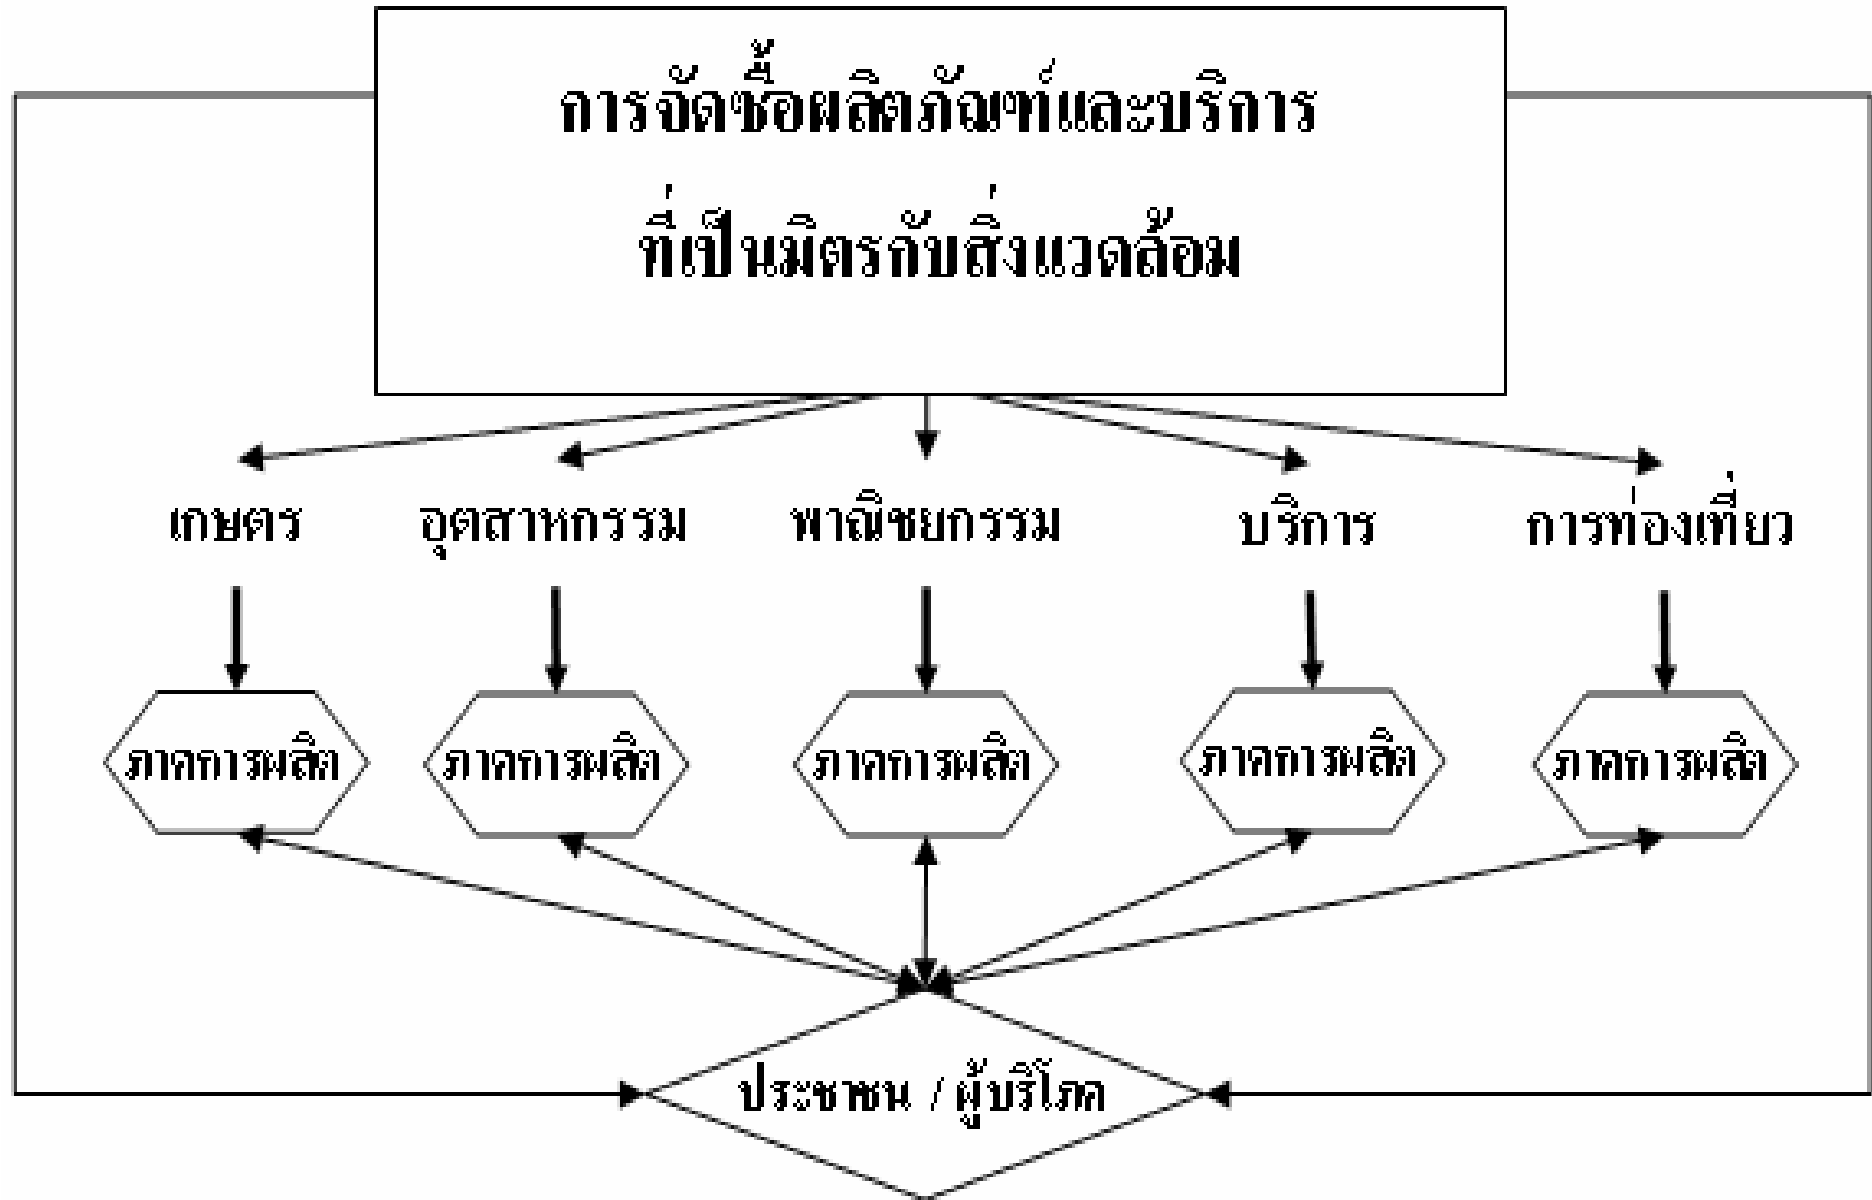 การจัดซื้อผลิตภัณฑ์และบริการ
ที่เป็นมิตรกับสิ่งแวดล้อม
เกษตร
อุตสาหกรรม
พาณิชยกรรม
บริการ
การท่องเที่ยว
ภาคการผลิต
ภาคการผลิต
ภาคการผลิต
ภาคการผลิต
ภาคการผลิต
ประชาชน / ผู้บริโภค